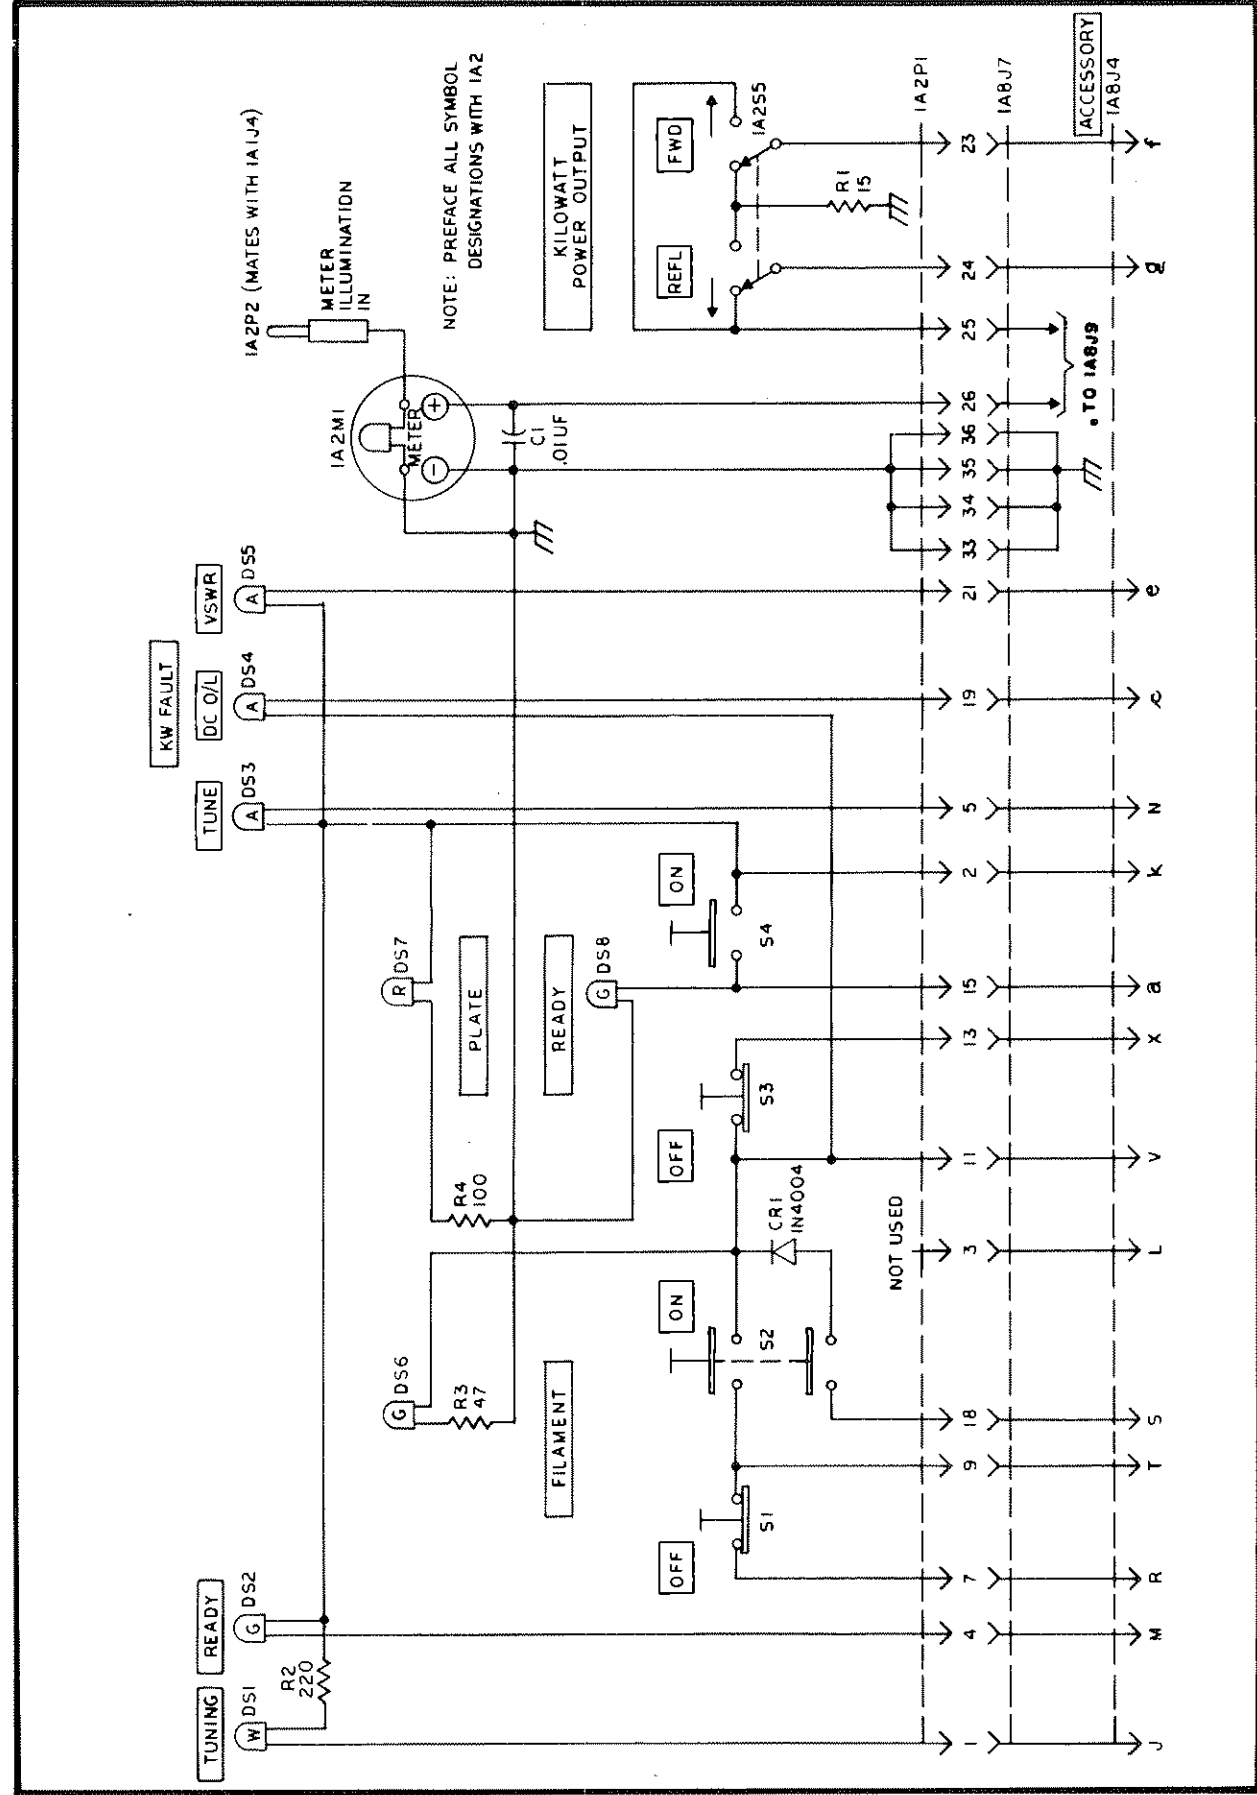 TUNING
READY
W DS1
G DS2
R2
220
KW FAULT
TUNE
DC O/L
VSWR
A DS3
A DS4
A DS5
1A2P2 (MATES WITH 1A1J4)
METER
ILLUMINATION
IN
1A2M1
METER
-
+
C1
.01UF
NOTE: PREFACE ALL SYMBOL
DESIGNATIONS WITH 1A2
G DS6
R3
47
R4
100
R DS7
PLATE
FILAMENT
READY
G DS8
KILOWATT
POWER OUTPUT
OFF
ON
OFF
ON
REFL
FWD
S1
S2
S3
S4
1A2S5
CR1
1N4004
R1
15
NOT USED
1A2P1
1 4 7 9 18 3 11 13 15 2 5 19 21 33 34 35 36 26 25 24 23
1A8J7
TO 1A8J9
ACCESSORY
1A8J4
J M R T S L V X a K N c e g f